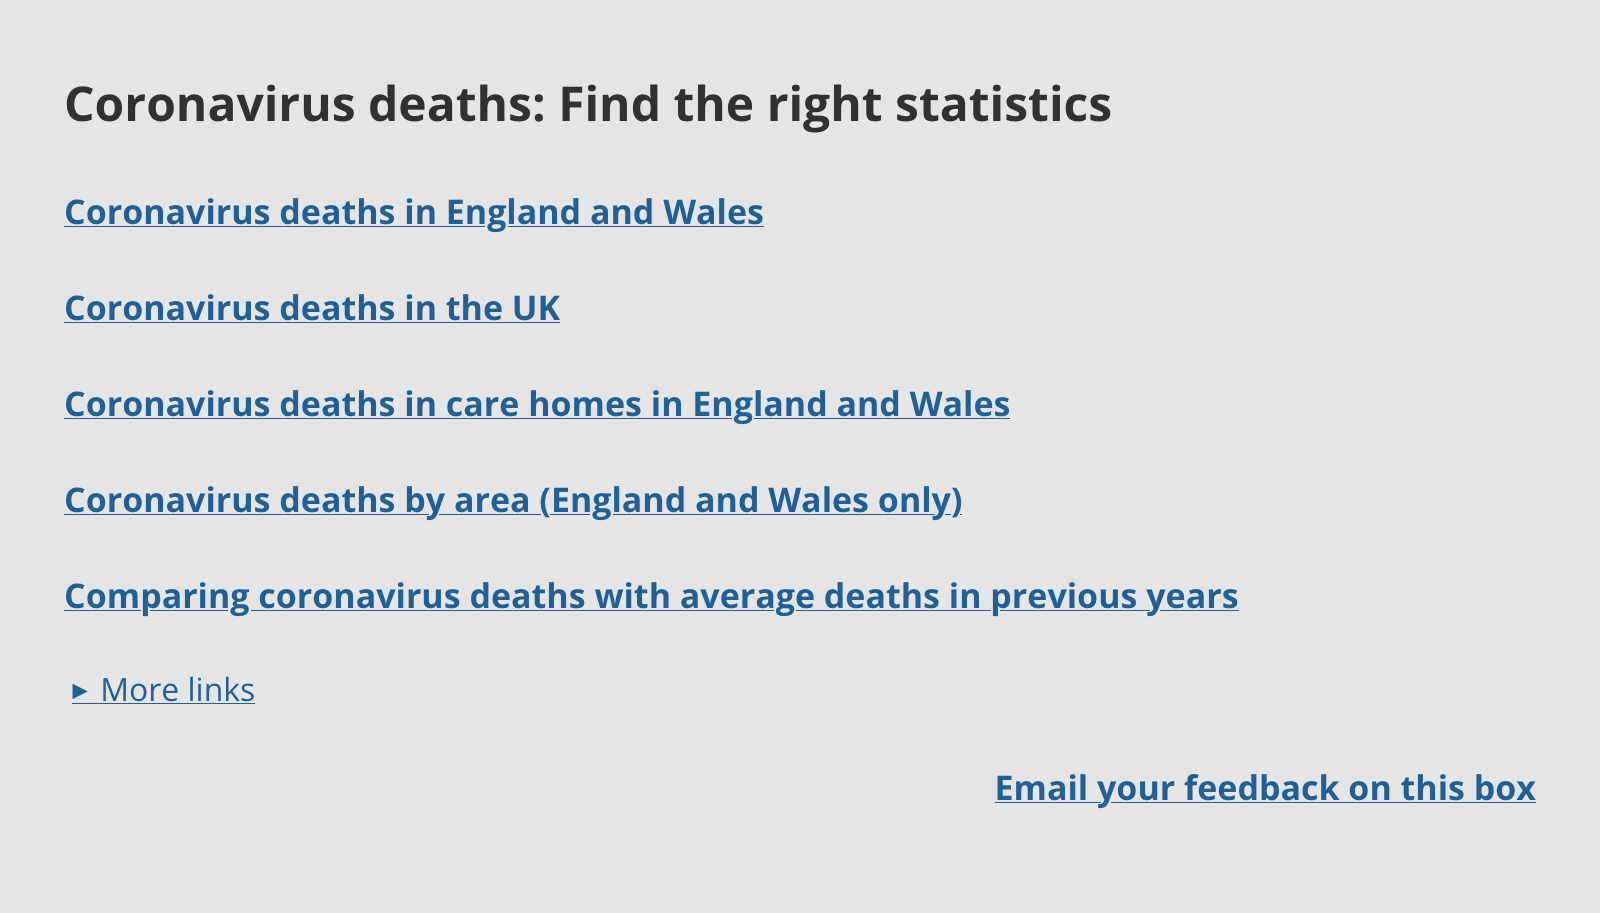 Coronavirus deaths: Find the right statistics
Coronavirus deaths in England and Wales
Coronavirus deaths in the UK
Coronavirus deaths in care homes in England and Wales
Coronavirus deaths by area (England and Wales only)
Comparing coronavirus deaths with average deaths in previous years
► More links
Email your feedback on this box